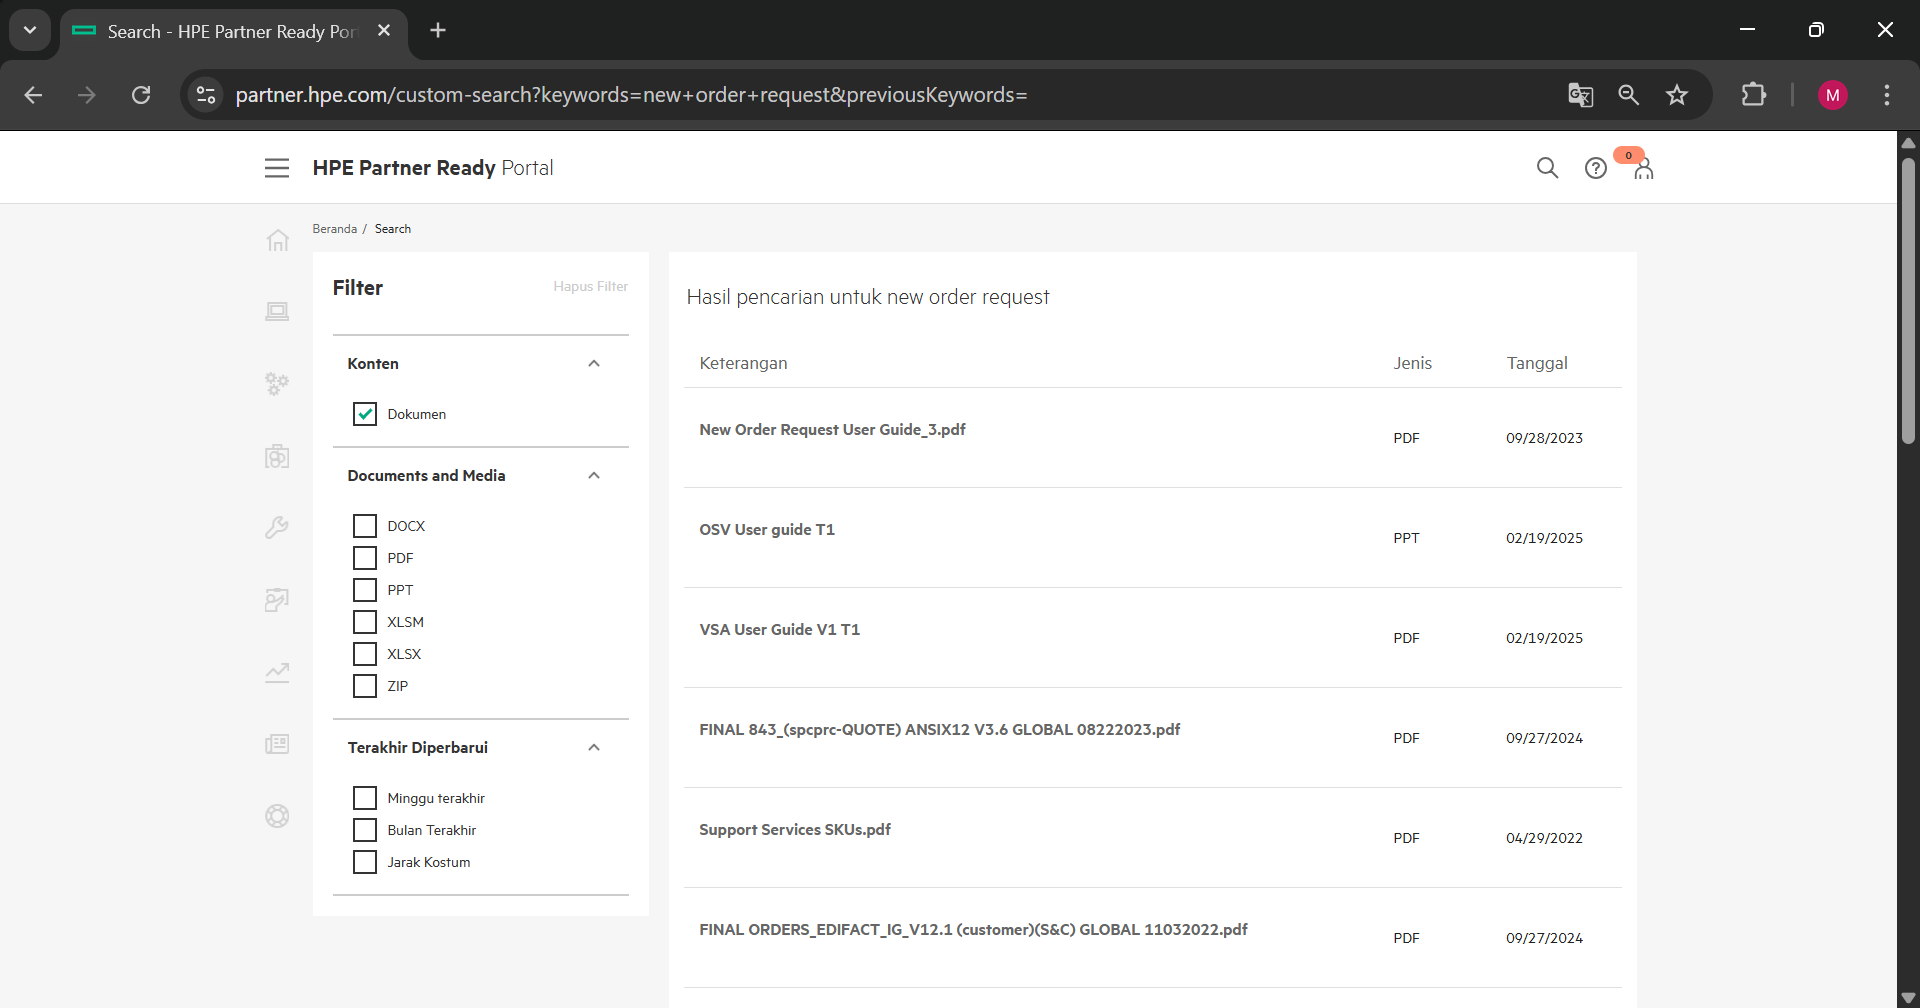 Search - HPE Partner Ready Por
partner.hpe.com/custom-search?keywords=new+order+request&previousKeywords=
M
HPE Partner Ready Portal
0
Beranda / Search
Filter
Hapus Filter
Konten
Dokumen
Documents and Media
DOCX
PDF
PPT
XLSM
XLSX
ZIP
Terakhir Diperbarui
Minggu terakhir
Bulan Terakhir
Jarak Kostum
Hasil pencarian untuk new order request
Keterangan Jenis Tanggal
New Order Request User Guide_3.pdf PDF 09/28/2023
OSV User guide T1 PPT 02/19/2025
VSA User Guide V1 T1 PDF 02/19/2025
FINAL 843_(spcprc-QUOTE) ANSIX12 V3.6 GLOBAL 08222023.pdf PDF 09/27/2024
Support Services SKUs.pdf PDF 04/29/2022
FINAL ORDERS_EDIFACT_IG_V12.1 (customer)(S&C) GLOBAL 11032022.pdf PDF 09/27/2024